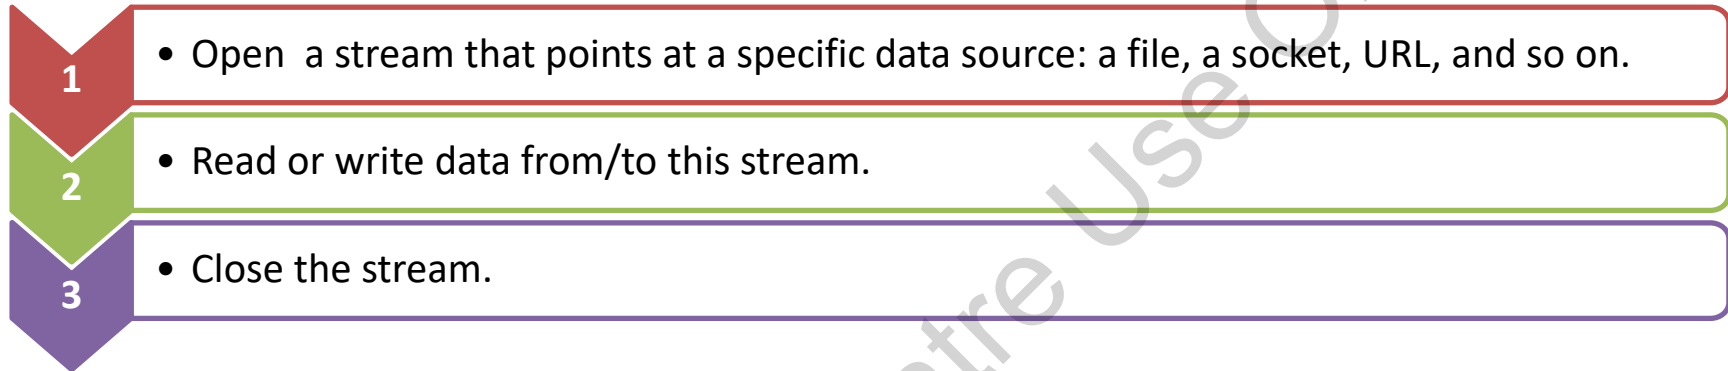 1
• Open  a stream that points at a specific data source: a file, a socket, URL, and so on.
2
• Read or write data from/to this stream.
3
• Close the stream.
Use